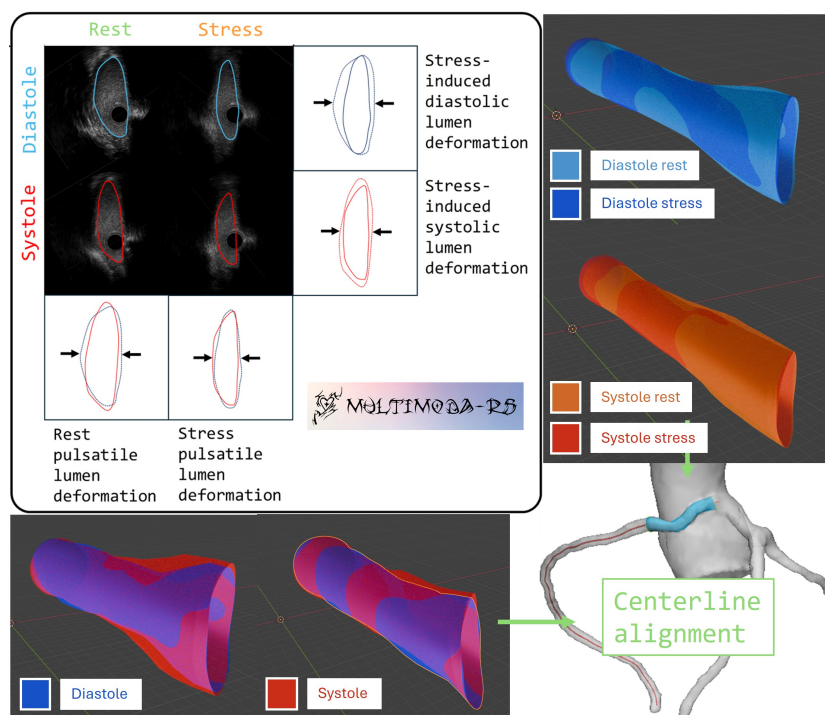 Rest
Stress
Diastole
Systole
Stress-
induced
diastolic
lumen
deformation
Stress-
induced
systolic
lumen
deformation
Rest
pulsatile
lumen
deformation
Stress
pulsatile
lumen
deformation
MULTIMODA-RS
Diastole rest
Diastole stress
Systole rest
Systole stress
Diastole
Systole
Centerline
alignment